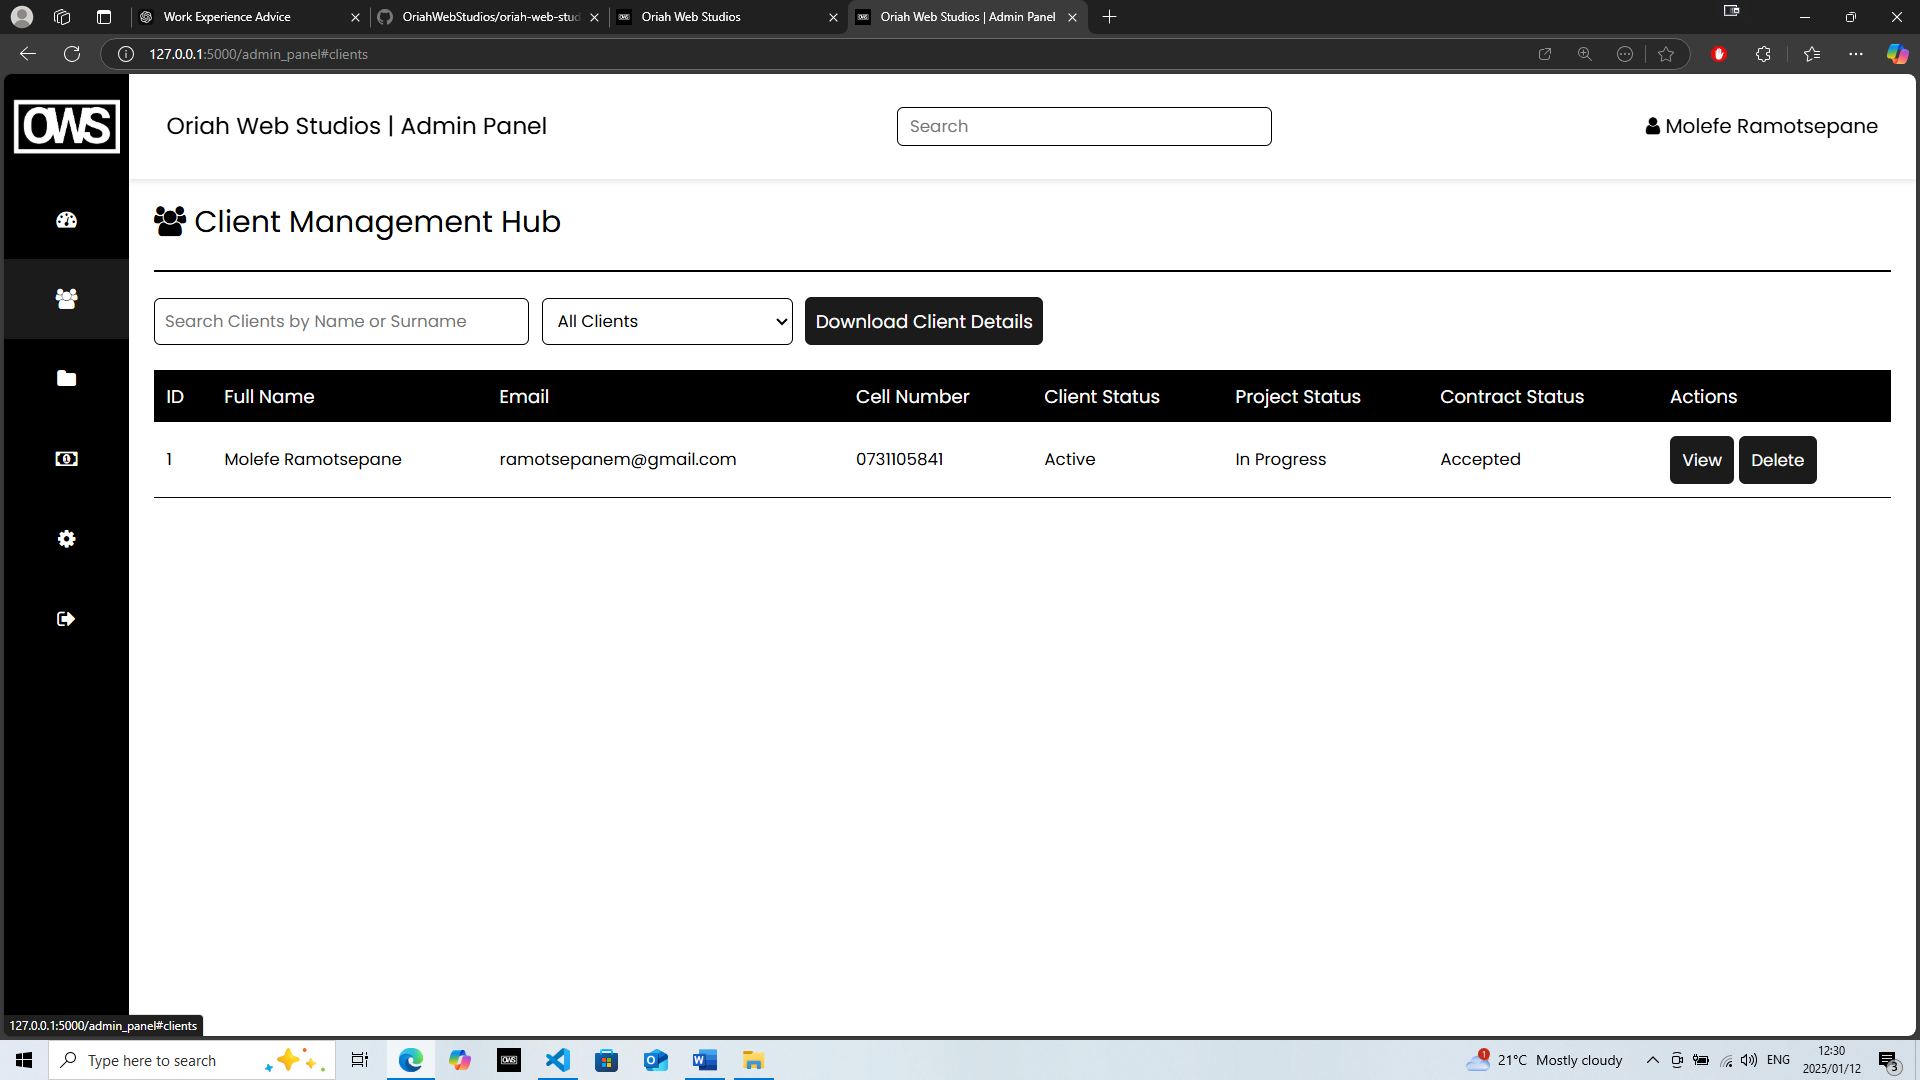 Work Experience Advice
OriahWebStudios/oriah-web-stud
Oriah Web Studios
Oriah Web Studios | Admin Panel
127.0.0.1:5000/admin_panel#clients
OWS
Oriah Web Studios | Admin Panel
Search
Molefe Ramotsepane
Client Management Hub
Search Clients by Name or Surname
All Clients
Download Client Details
ID Full Name Email Cell Number Client Status Project Status Contract Status Actions
1 Molefe Ramotsepane ramotsepanem@gmail.com 0731105841 Active In Progress Accepted View Delete
127.0.0.1:5000/admin_panel#clients
Type here to search
OWS
1
21°C Mostly cloudy
ENG
12:30
2025/01/12
3